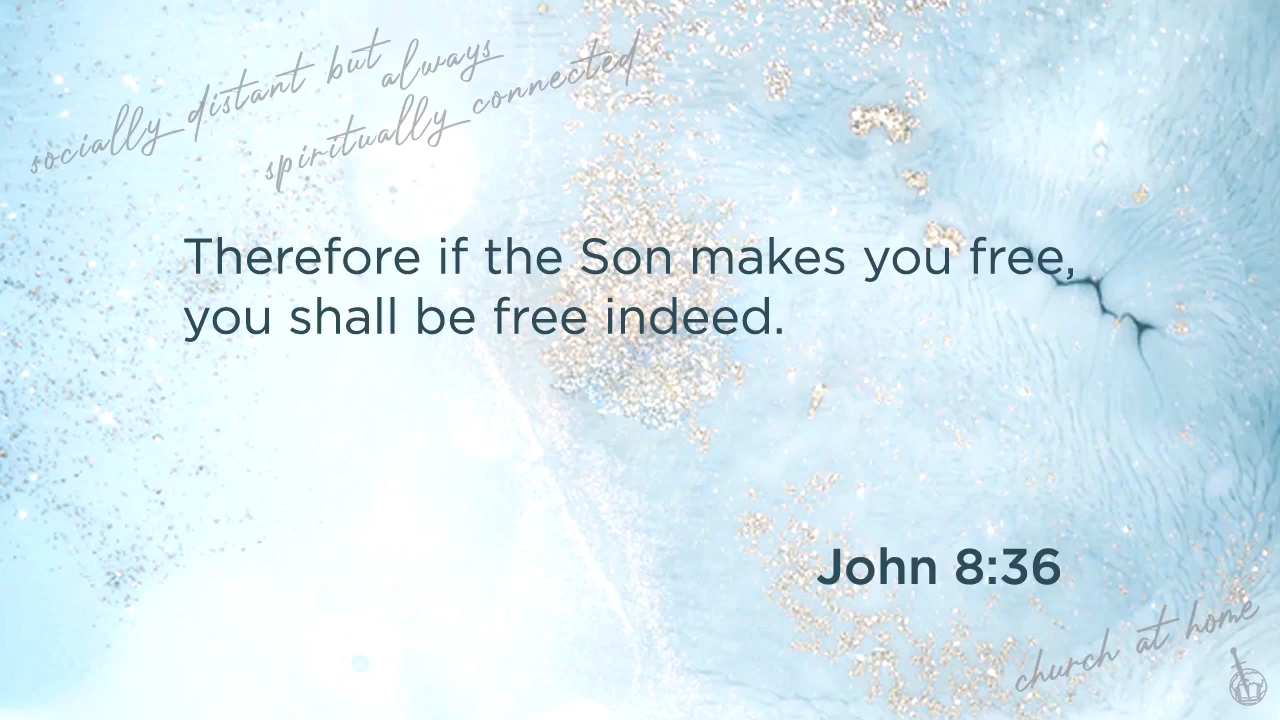 socially distant but always
spiritually connected
Therefore if the Son makes you free,
you shall be free indeed.
John 8:36
church at home